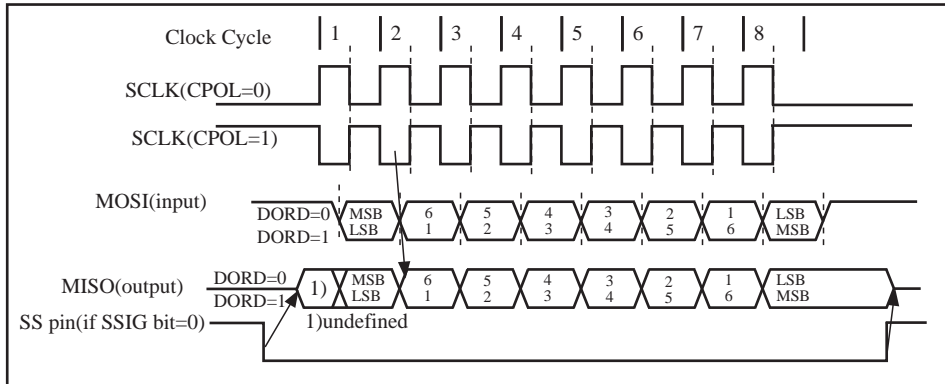 Clock Cycle 1 2 3 4 5 6 7 8
SCLK(CPOL=0)
SCLK(CPOL=1)
MOSI(input)
DORD=0 MSB 6 5 4 3 2 1 LSB
DORD=1 LSB 1 2 3 4 5 6 MSB
MISO(output)
DORD=0 1) MSB 6 5 4 3 2 1 LSB
DORD=1 LSB 1 2 3 4 5 6 MSB
SS pin(if SSIG bit=0) 1)undefined